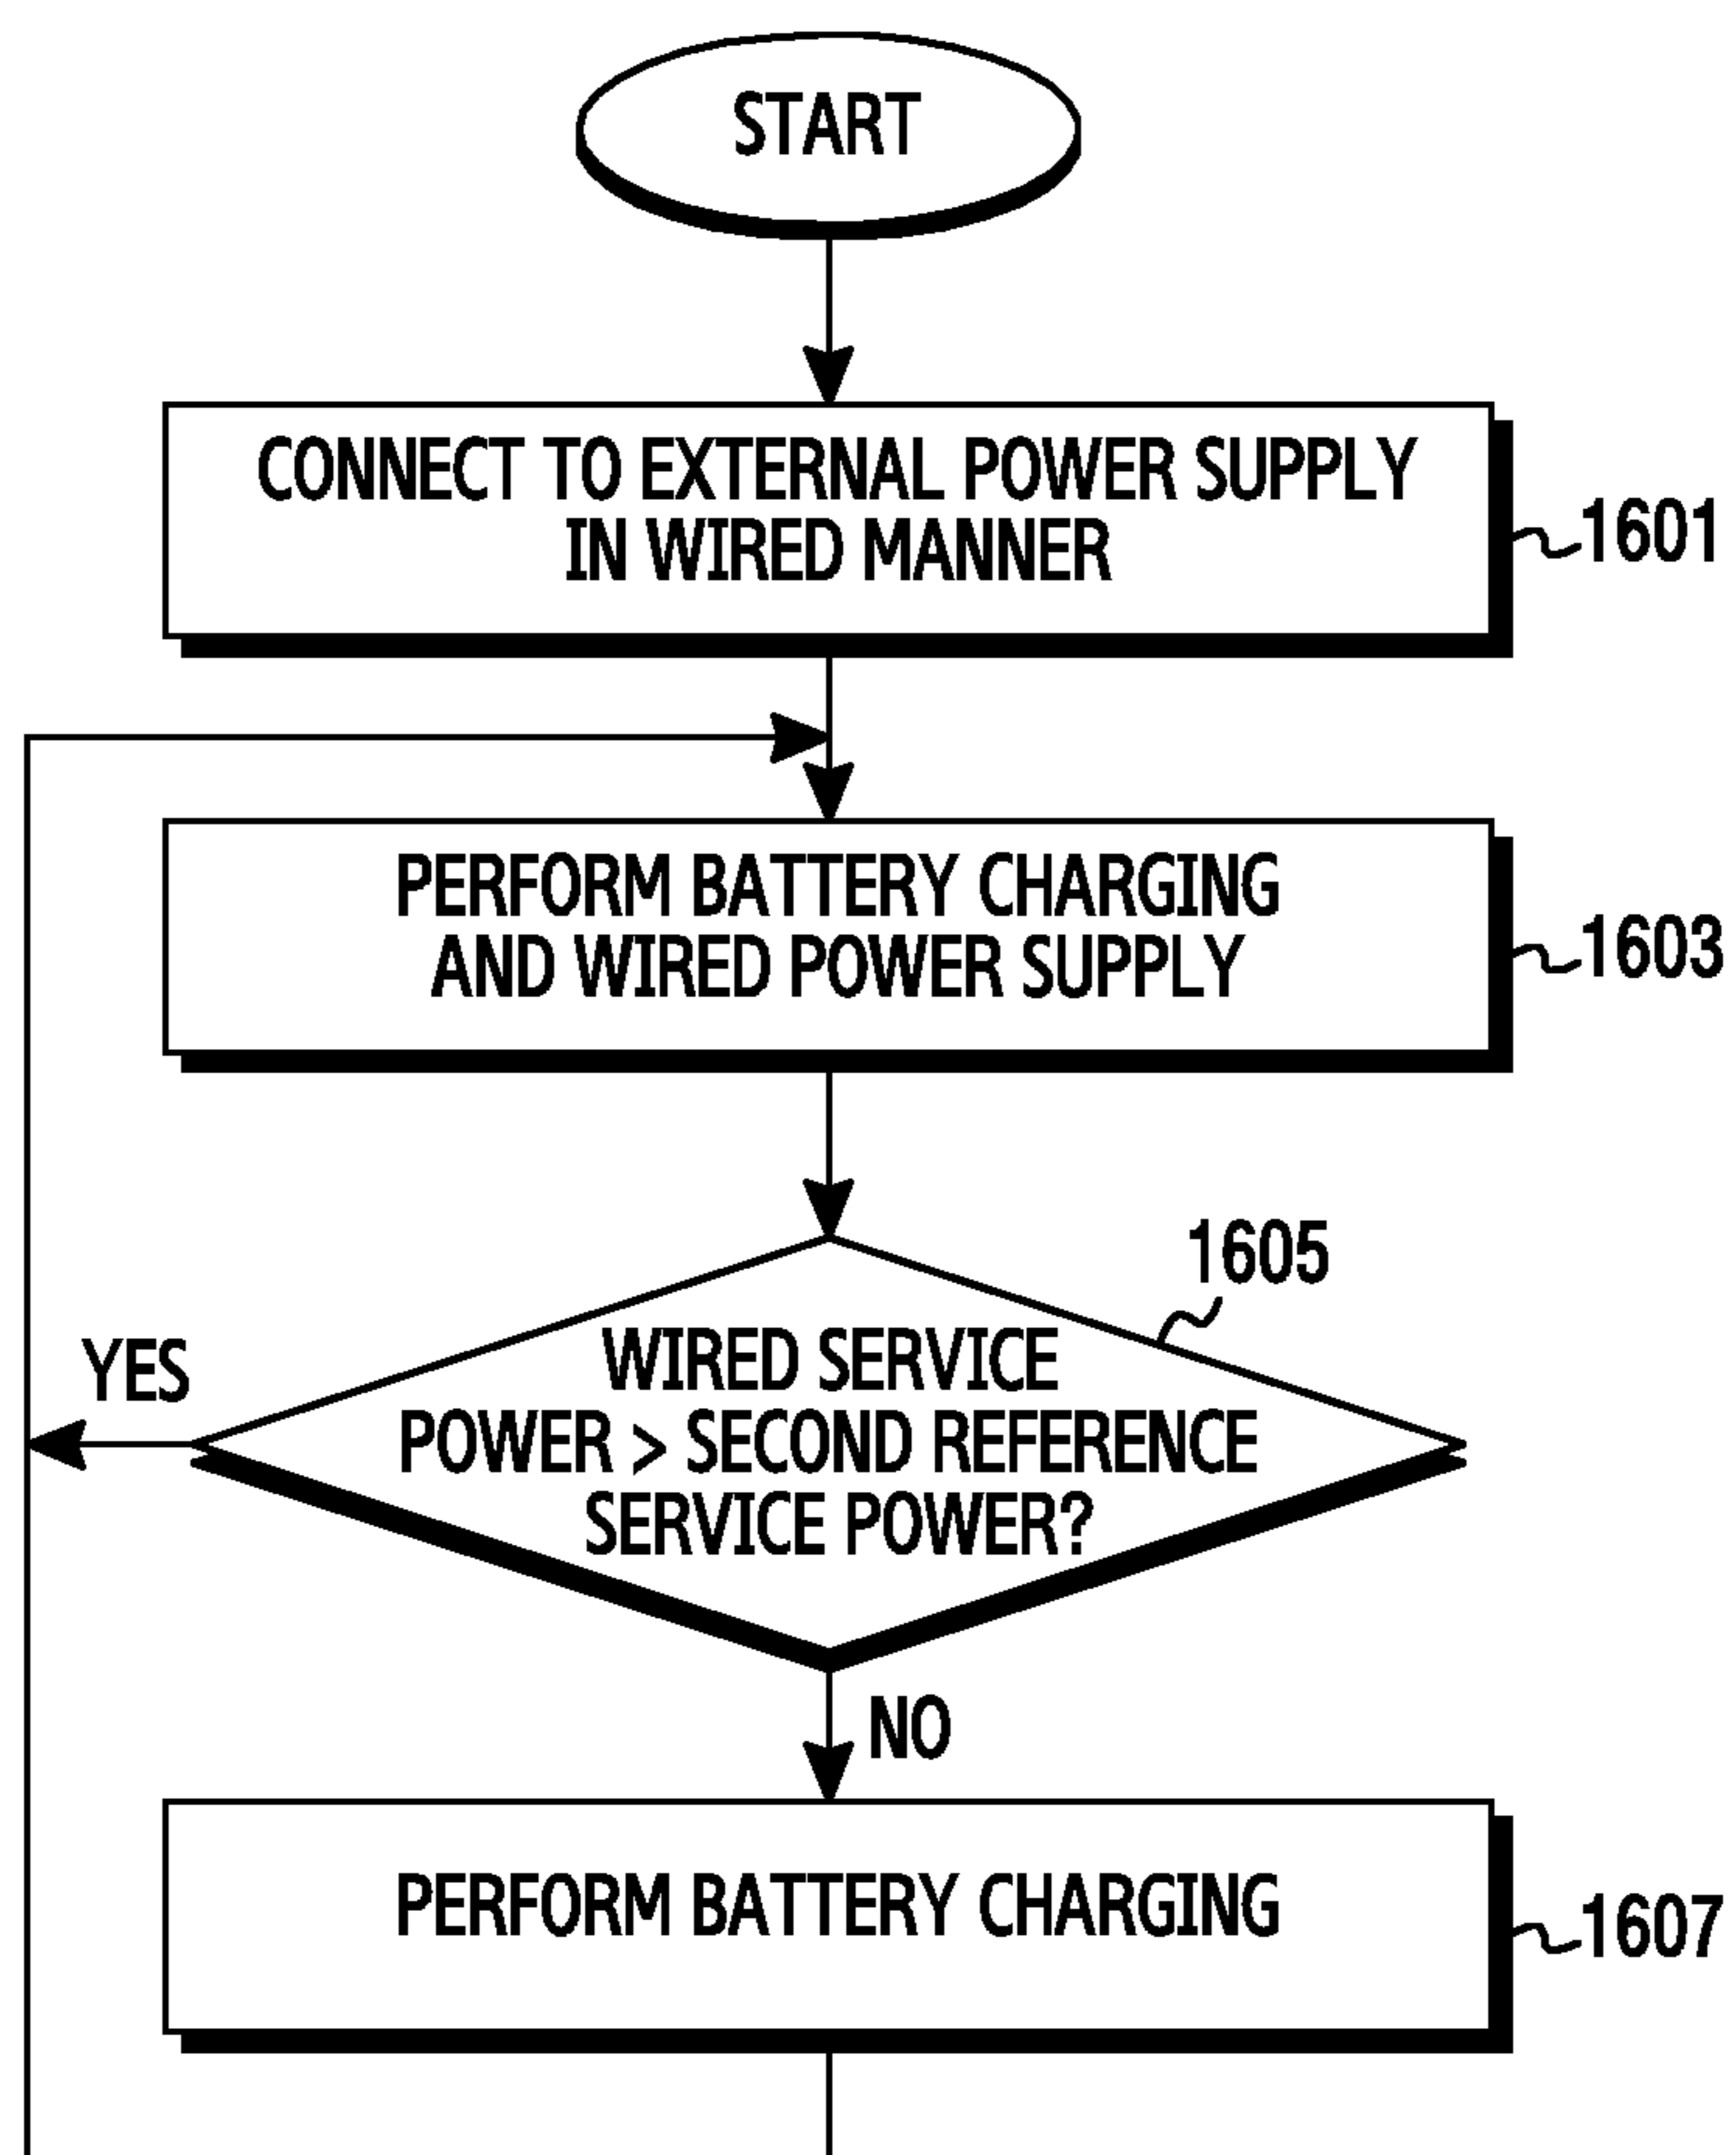 START
CONNECT TO EXTERNAL POWER SUPPLY
IN WIRED MANNER
1601
PERFORM BATTERY CHARGING
AND WIRED POWER SUPPLY
1603
1605
YES
WIRED SERVICE
POWER > SECOND REFERENCE
SERVICE POWER?
NO
PERFORM BATTERY CHARGING
1607